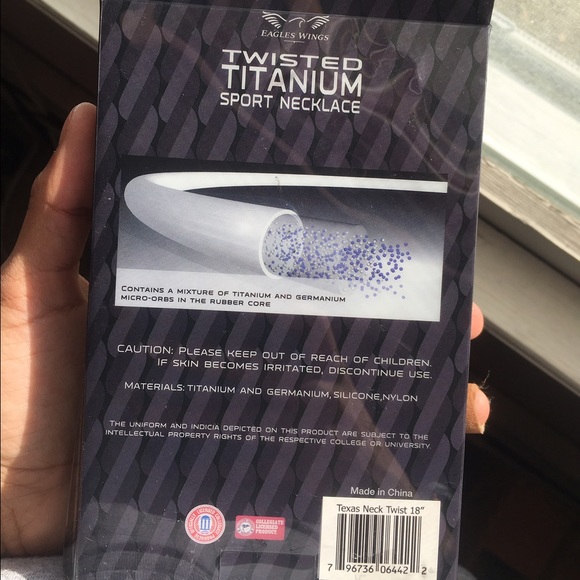 EAGLES WINGS
TWISTED
TITANIUM
SPORT NECKLACE
CONTAINS A MIXTURE OF TITANIUM AND GERMANIUM
MICRO-ORBS IN THE RUBBER CORE
CAUTION: PLEASE KEEP OUT OF REACH OF CHILDREN.
IF SKIN BECOMES IRRITATED, DISCONTINUE USE.
MATERIALS: TITANIUM AND GERMANIUM, SILICONE,NYLON
THE UNIFORM AND INDICIA DEPICTED ON THIS PRODUCT ARE SUBJECT TO THE
INTELLECTUAL PROPERTY RIGHTS OF THE RESPECTIVE COLLEGE OR UNIVERSITY.
COLLEGIATE
LICENSED
PRODUCT
Made in China
Texas Neck Twist 18"
7 96736 06442 2